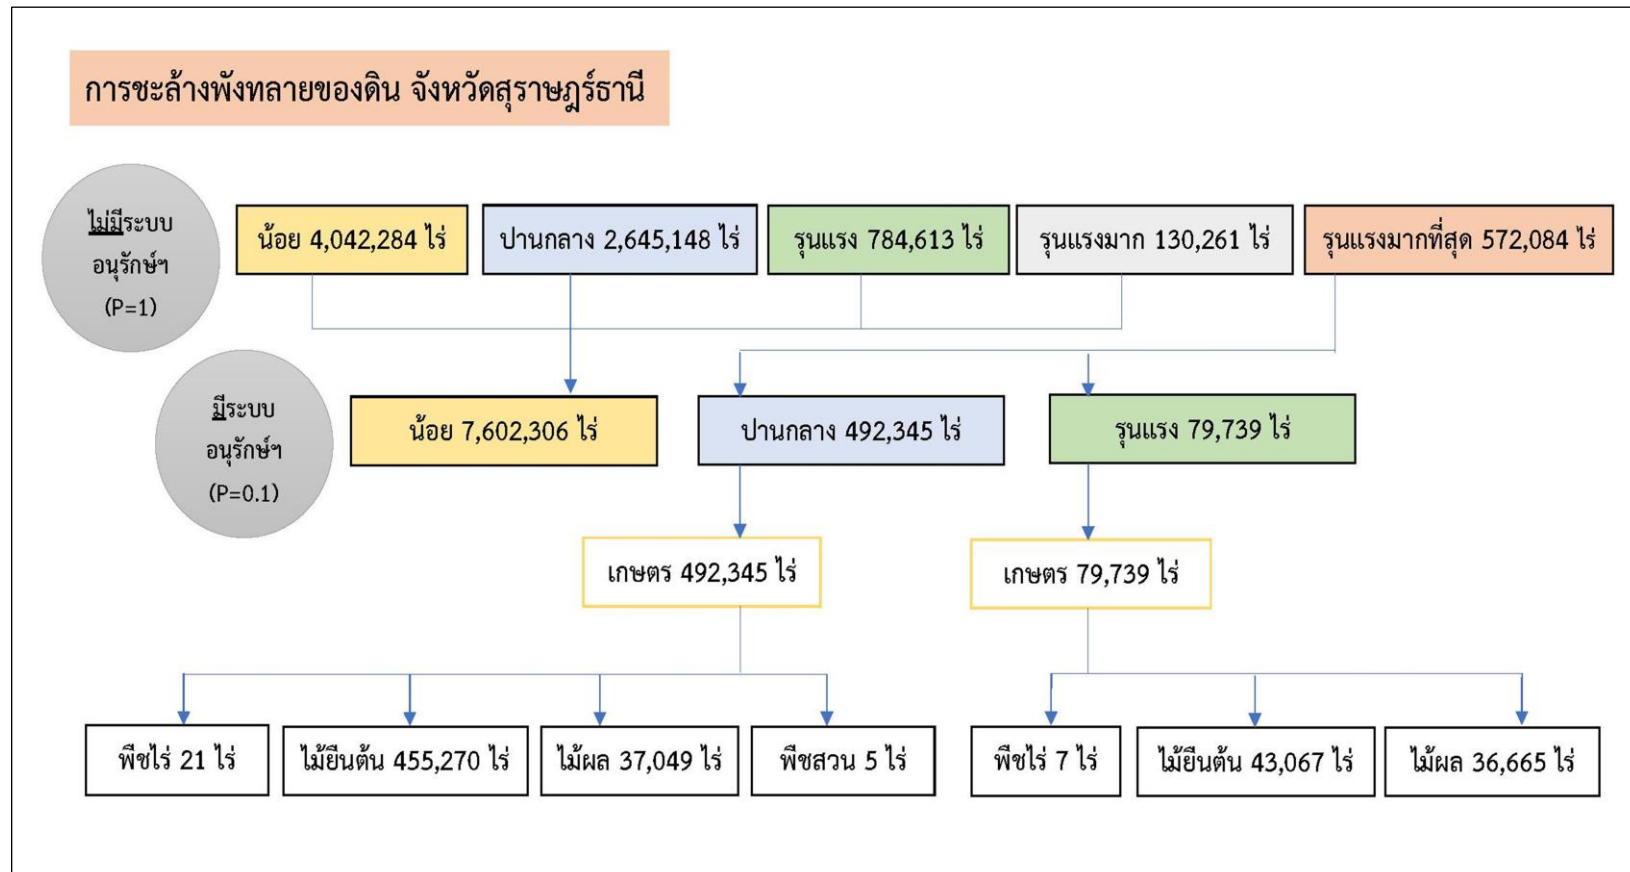 การชะล้างพังทลายของดิน จังหวัดสุราษฎร์ธานี
ไม่มีระบบ
อนุรักษ์ฯ
(P=1)
น้อย 4,042,284 ไร่
ปานกลาง 2,645,148 ไร่
รุนแรง 784,613 ไร่
รุนแรงมาก 130,261 ไร่
รุนแรงมากที่สุด 572,084 ไร่
มีระบบ
อนุรักษ์ฯ
(P=0.1)
น้อย 7,602,306 ไร่
ปานกลาง 492,345 ไร่
รุนแรง 79,739 ไร่
เกษตร 492,345 ไร่
เกษตร 79,739 ไร่
พืชไร่ 21 ไร่
ไม้ยืนต้น 455,270 ไร่
ไม้ผล 37,049 ไร่
พืชสวน 5 ไร่
พืชไร่ 7 ไร่
ไม้ยืนต้น 43,067 ไร่
ไม้ผล 36,665 ไร่